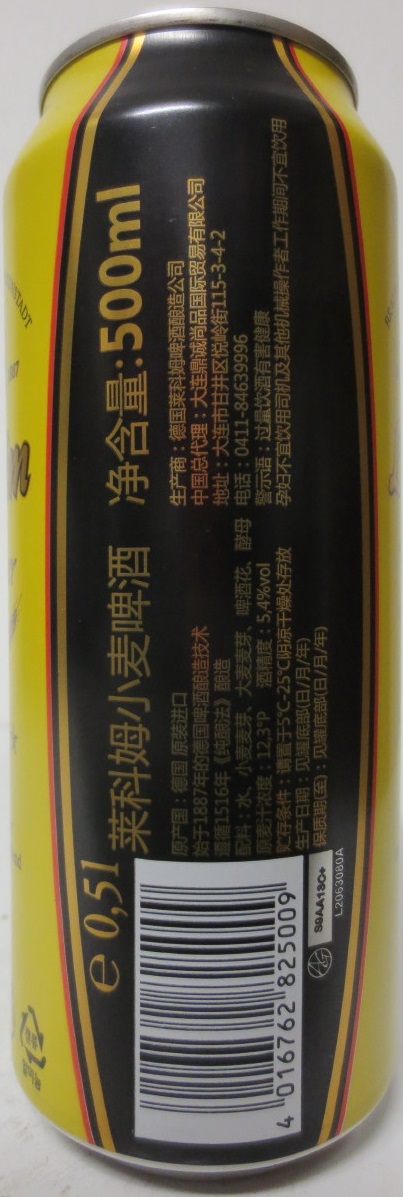 e 0,5l
莱科姆小麦啤酒 净含量:500ml
原产国：德国 原装进口
始于1887年的德国啤酒酿造技术
遵循1516年《纯酿法》酿造
配料：水、小麦麦芽、大麦麦芽、啤酒花、酵母
原麦汁浓度：12,3°P 酒精度：5,4%vol
贮存条件：请置于5°C-25°C阴凉干燥处存放
生产日期：见罐底部(日/月/年)
保质期(至)：见罐底部(日/月/年)
生产商：德国莱科姆啤酒酿造公司
中国总代理：大连鼎诚尚品国际贸易有限公司
地址：大连市甘井区悦岭街115-3-4-2
电话：0411-84639996
警示语：过量饮酒有害健康
孕妇不宜饮用司机及其他机械操作者工作期间不宜饮用
4 016762 825009
S9AA18O+
L2063080A